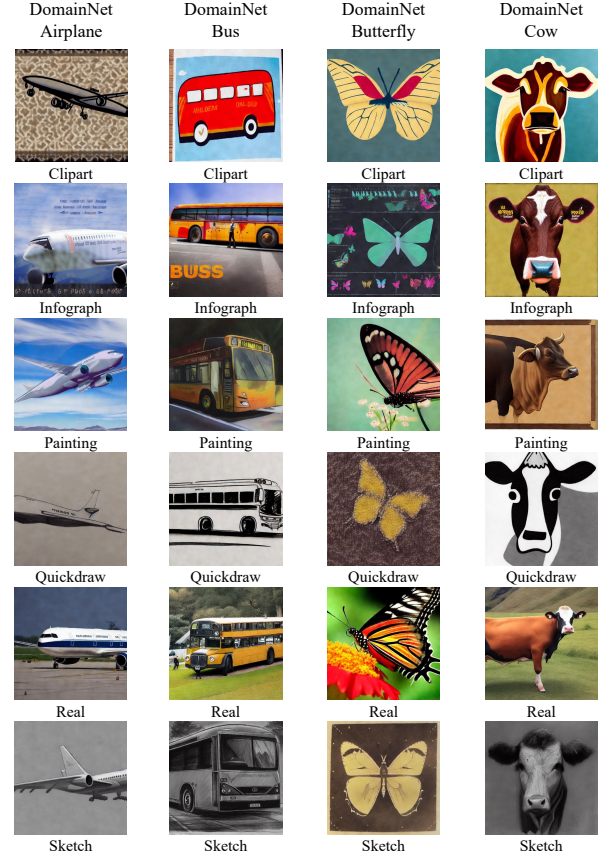 DomainNet DomainNet DomainNet DomainNet
Airplane Bus Butterfly Cow
Clipart Clipart Clipart Clipart
BUSS
Infograph Infograph Infograph Infograph
Painting Painting Painting Painting
Quickdraw Quickdraw Quickdraw Quickdraw
Real Real Real Real
Sketch Sketch Sketch Sketch